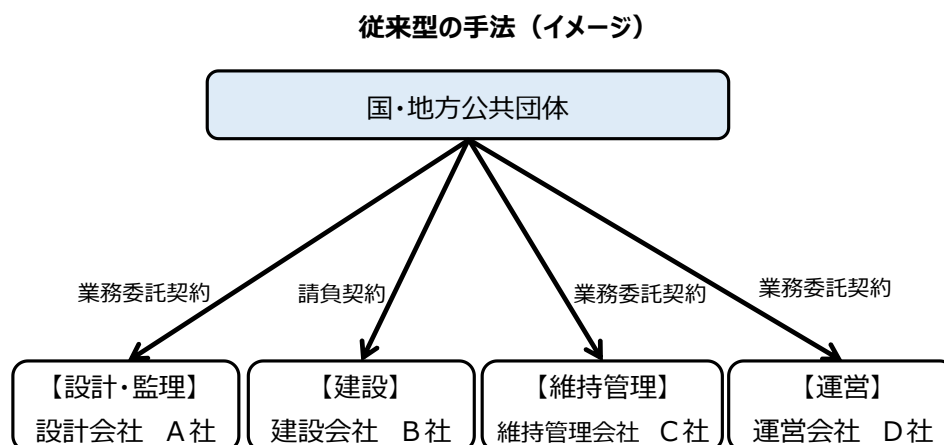 従来型の手法（イメージ）
国・地方公共団体
業務委託契約
請負契約
業務委託契約
業務委託契約
【設計・監理】
設計会社　A社
【建設】
建設会社　B社
【維持管理】
維持管理会社　C社
【運営】
運営会社　D社